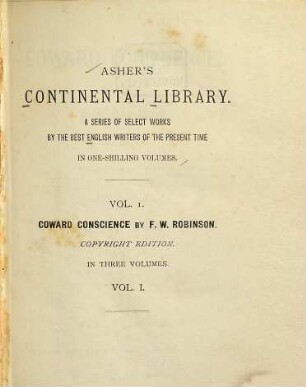 ASHER'S
CONTINENTAL LIBRARY.
A SERIES OF SELECT WORKS
BY THE BEST ENGLISH WRITERS OF THE PRESENT TIME
IN ONE-SHILLING VOLUMES.
VOL. I.
COWARD CONSCIENCE BY F. W. ROBINSON.
COPYRIGHT EDITION.
IN THREE VOLUMES.
VOL. I.